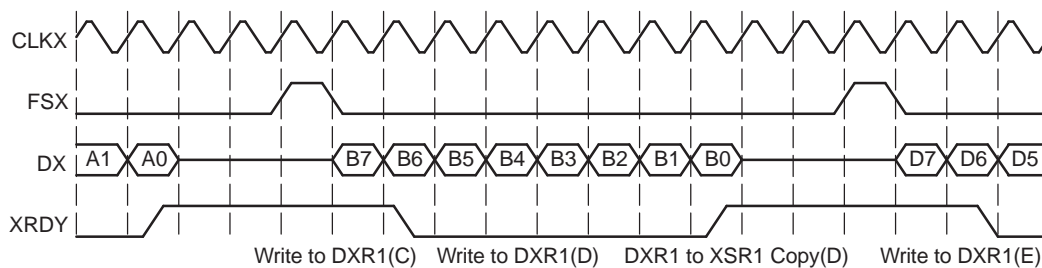 CLKX
FSX
DX A1 A0 B7 B6 B5 B4 B3 B2 B1 B0 D7 D6 D5
XRDY
Write to DXR1(C) Write to DXR1(D) DXR1 to XSR1 Copy(D) Write to DXR1(E)